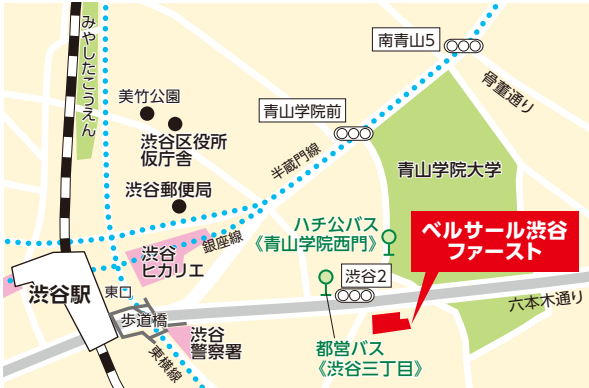 みやしたこうえん
南青山5
骨董通り
美竹公園
青山学院前
渋谷区役所
仮庁舎
半蔵門線
青山学院大学
渋谷郵便局
ハチ公バス
《青山学院西門》
ベルサール渋谷
ファースト
銀座線
渋谷
ヒカリエ
渋谷2
渋谷駅
東口
六本木通り
歩道橋
渋谷
警察署
東横線
都営バス
《渋谷三丁目》